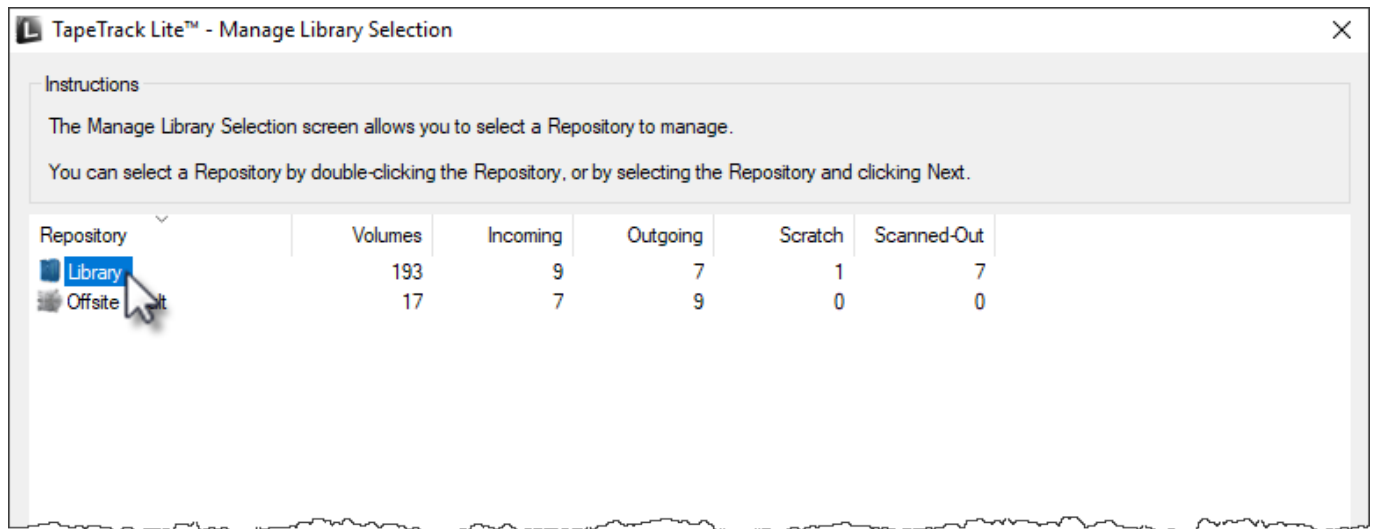 TapeTrack Lite™ - Manage Library Selection
Instructions
The Manage Library Selection screen allows you to select a Repository to manage.
You can select a Repository by double-clicking the Repository, or by selecting the Repository and clicking Next.
Repository Volumes Incoming Outgoing Scratch Scanned-Out
Library 193 9 7 1 7
Offsite 17 7 9 0 0